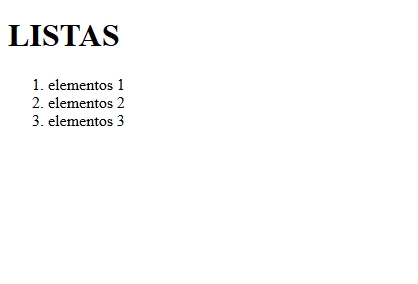 LISTAS
1. elementos 1
2. elementos 2
3. elementos 3